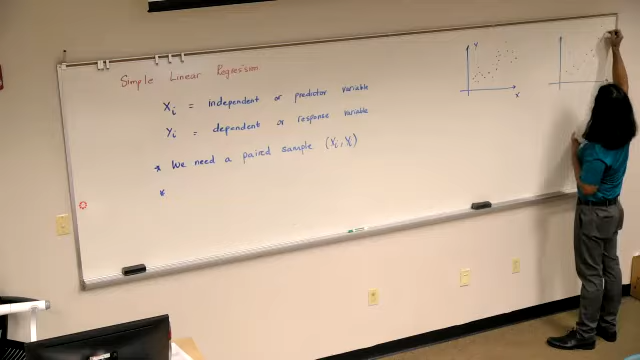 Simple Linear Regression
Xi = independent or predictor variable
Yi = dependent or response variable
* We need a paired sample (Xi, Yi)
*
Y
X